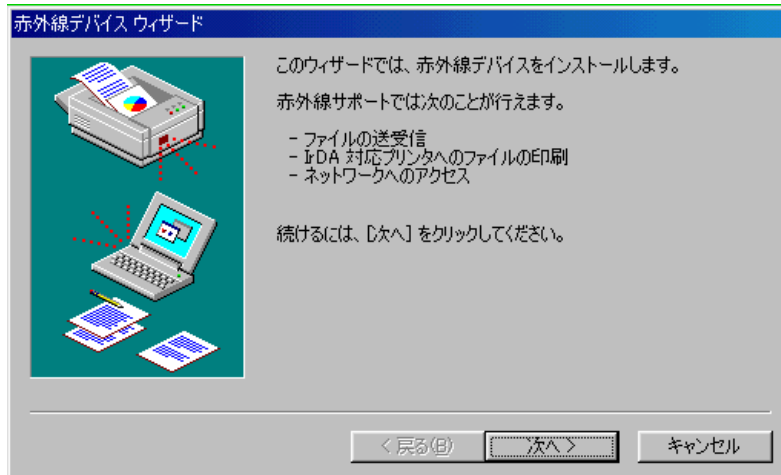 赤外線デバイス ウィザード
このウィザードでは、赤外線デバイスをインストールします。
赤外線サポートでは次のことが行えます。
- ファイルの送受信
- IrDA 対応プリンタへのファイルの印刷
- ネットワークへのアクセス
続けるには、[次へ] をクリックしてください。
< 戻る(B)
次へ >
キャンセル